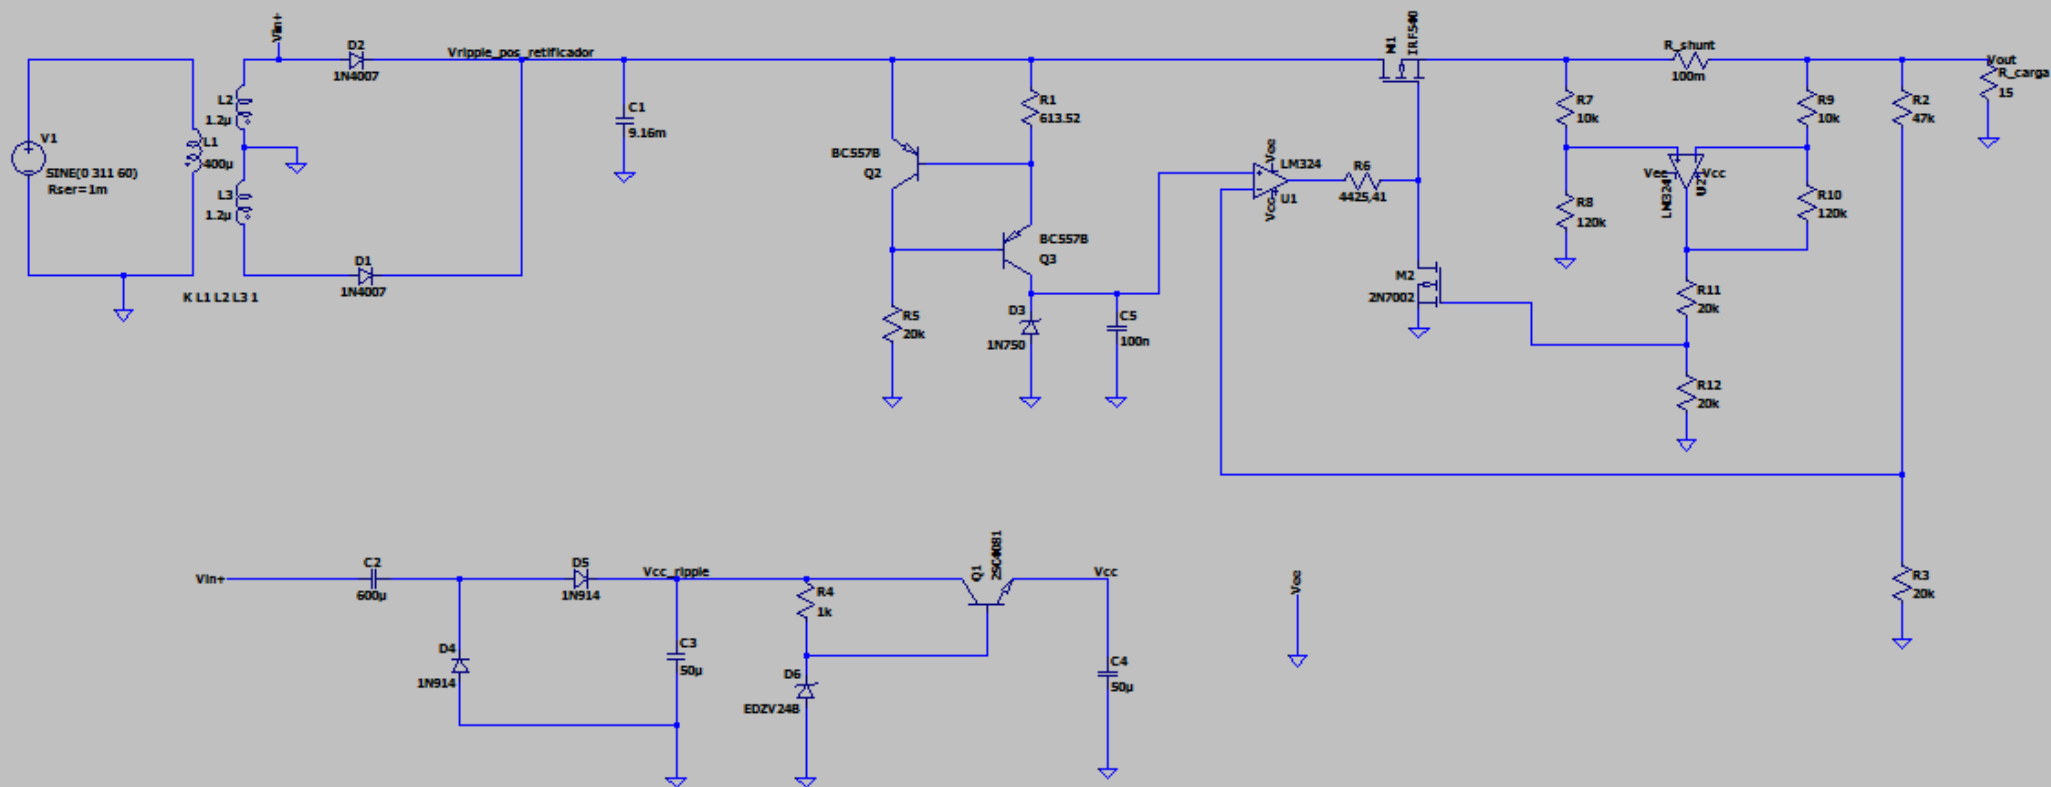 Vin+
D2
1N4007
Vripple_pos_retificador
M1
IRF540
R_shunt
100m
Vout
R_carga
15
V1
SINE(0 311 60)
Rser=1m
L1
400µ
L2
1.2µ
L3
1.2µ
K L1 L2 L3 1
D1
1N4007
C1
9.16m
R1
613.52
BC557B
Q2
BC557B
Q3
R5
20k
D3
1N750
C5
100n
Vee
LM324
U1
Vcc
R6
4425,41
M2
2N7002
R7
10k
R8
120k
Vee
LM324
U2
Vcc
R9
10k
R10
120k
R2
47k
R11
20k
R12
20k
R3
20k
Vin+
C2
600µ
D5
1N914
Vcc_ripple
D4
1N914
C3
50µ
R4
1k
D6
EDZV24B
Q1
2SC4081
Vcc
C4
50µ
Vee